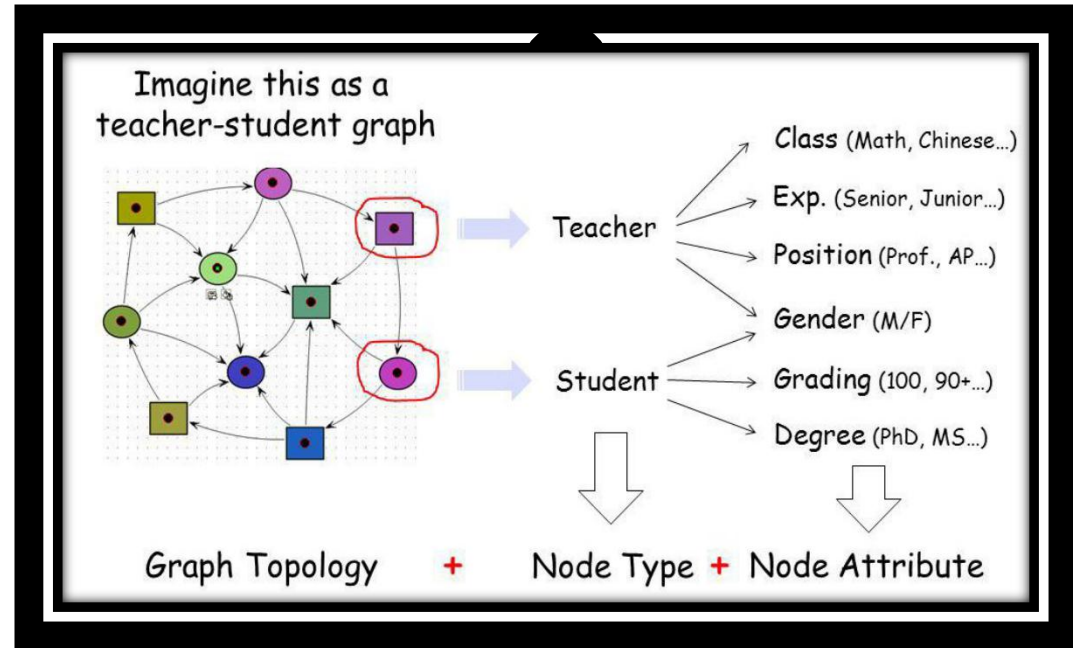 Imagine this as a
teacher-student graph
Teacher
Student
Class (Math, Chinese...)
Exp. (Senior, Junior...)
Position (Prof., AP...)
Gender (M/F)
Grading (100, 90+...)
Degree (PhD, MS...)
Graph Topology + Node Type + Node Attribute